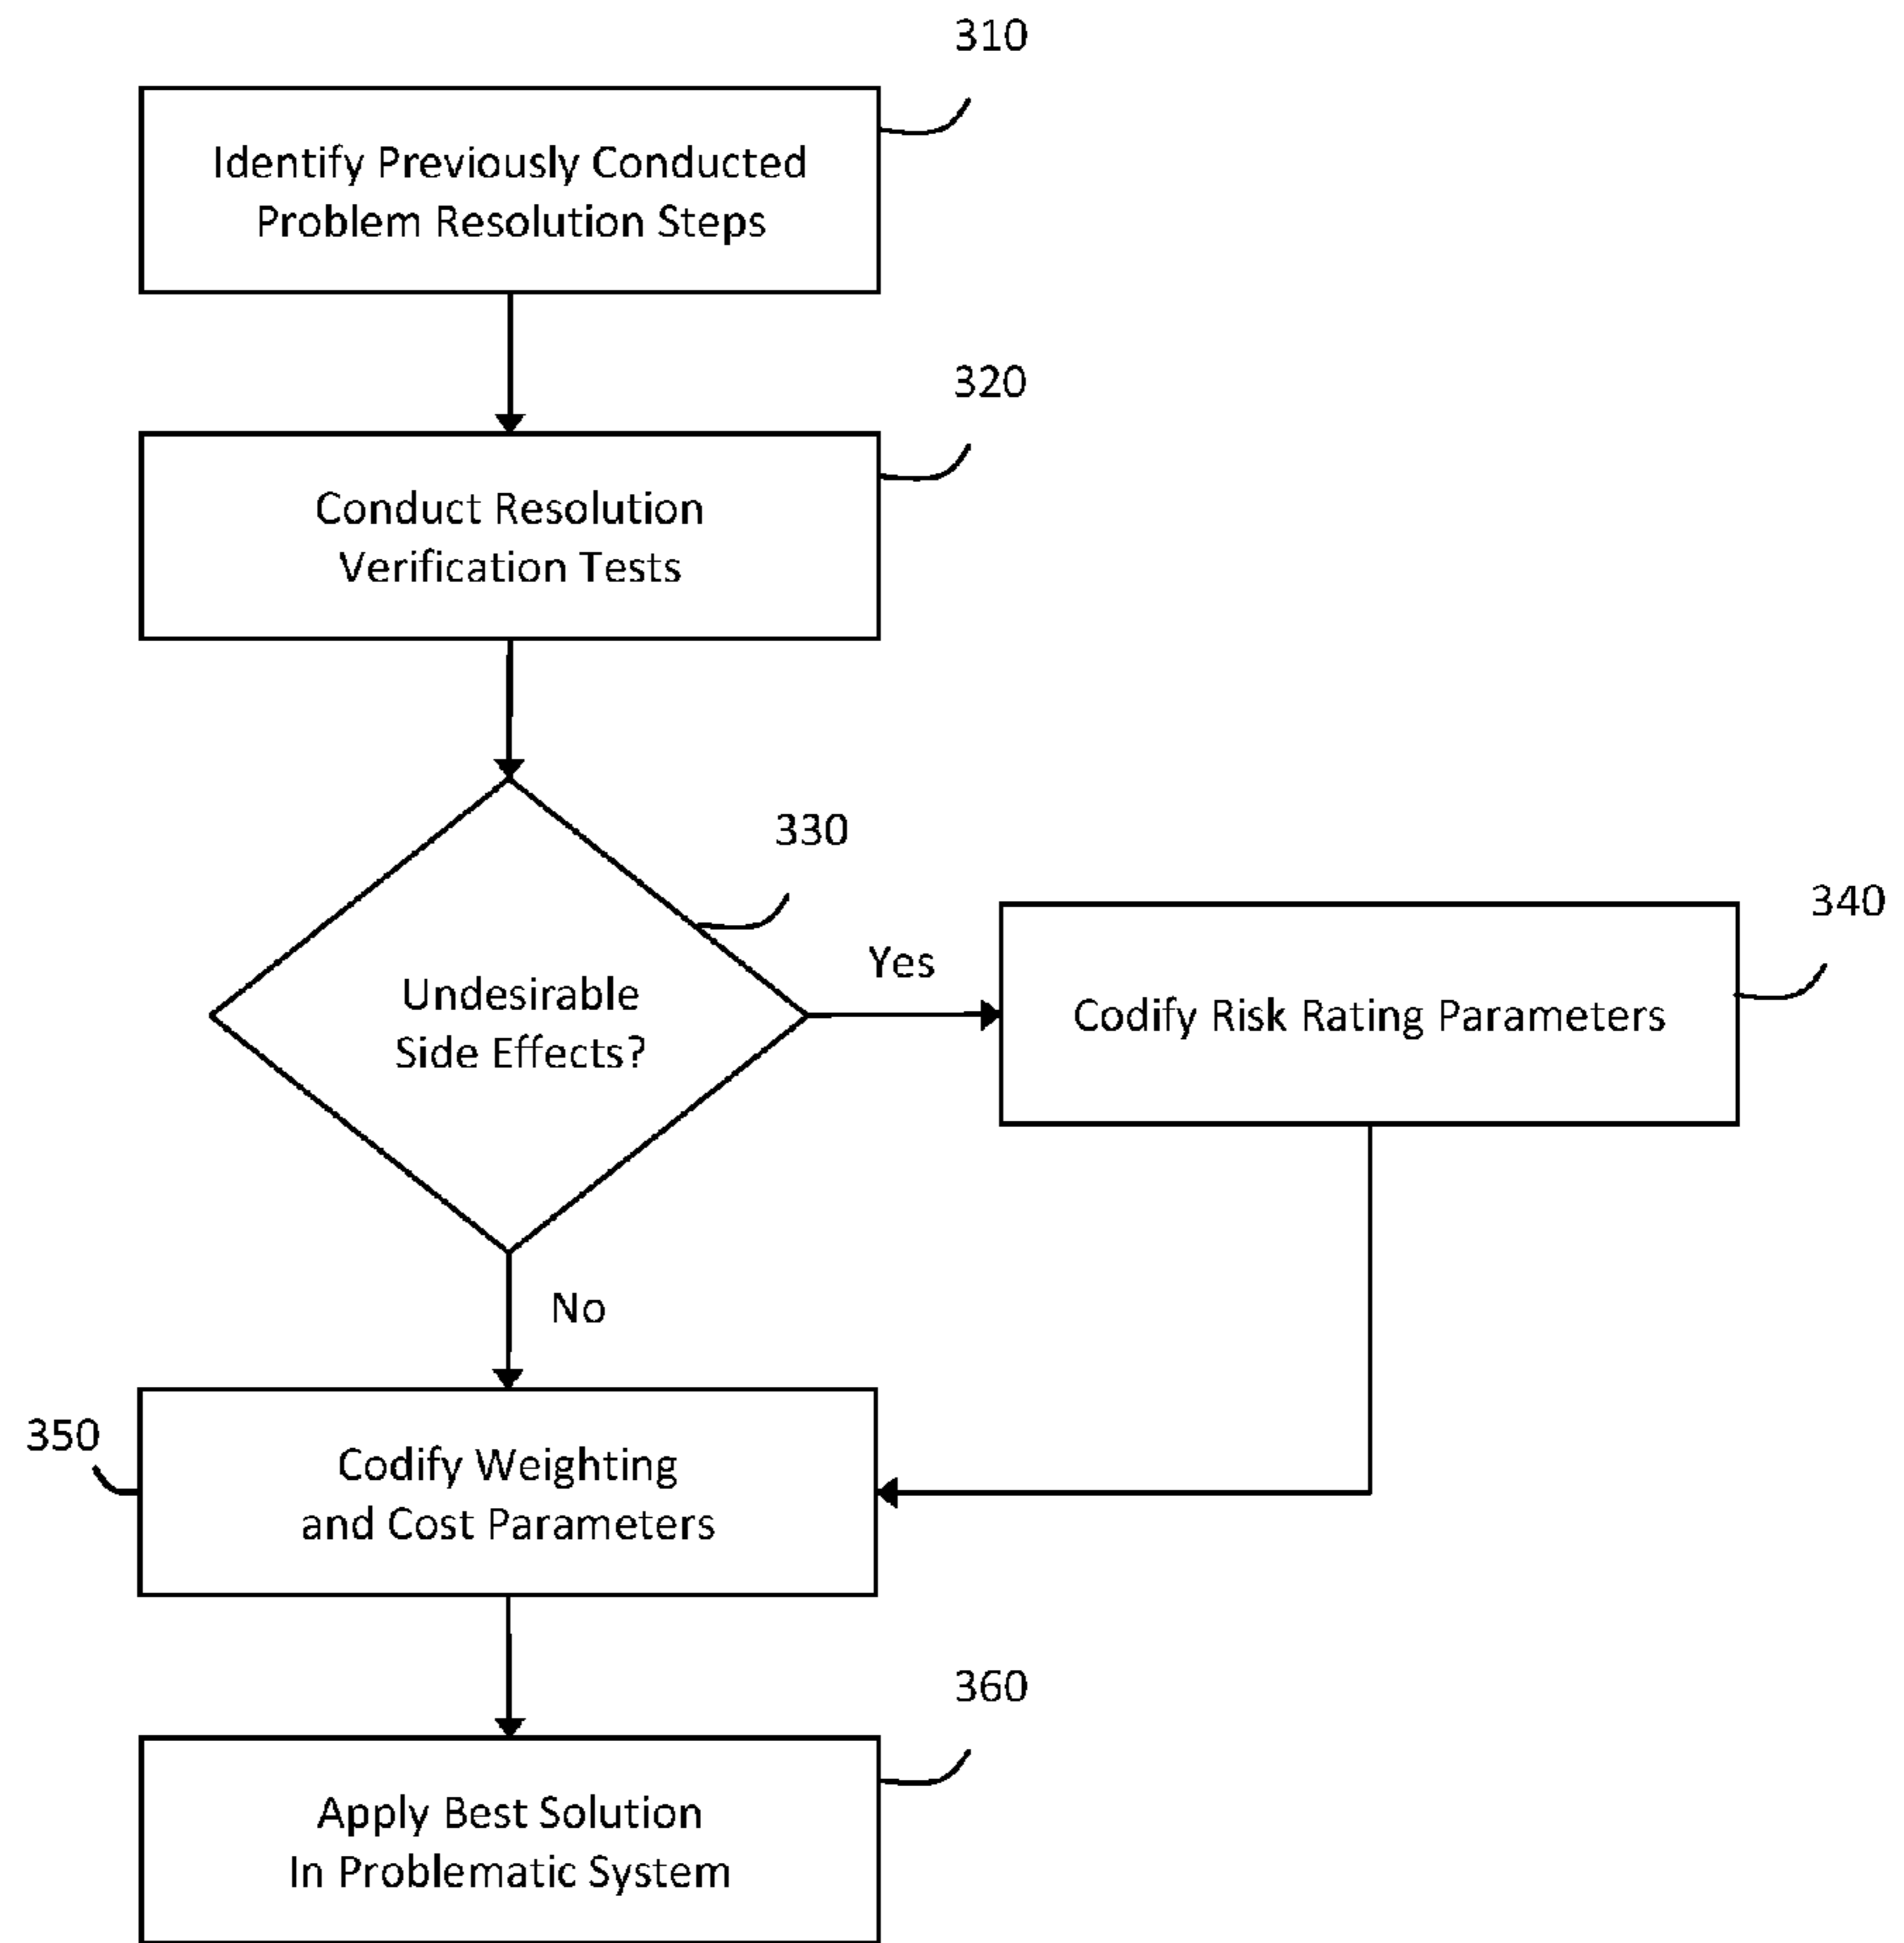 310
Identify Previously Conducted
Problem Resolution Steps
320
Conduct Resolution
Verification Tests
330
Undesirable
Side Effects?
Yes
340
Codify Risk Rating Parameters
No
350
Codify Weighting
and Cost Parameters
360
Apply Best Solution
In Problematic System